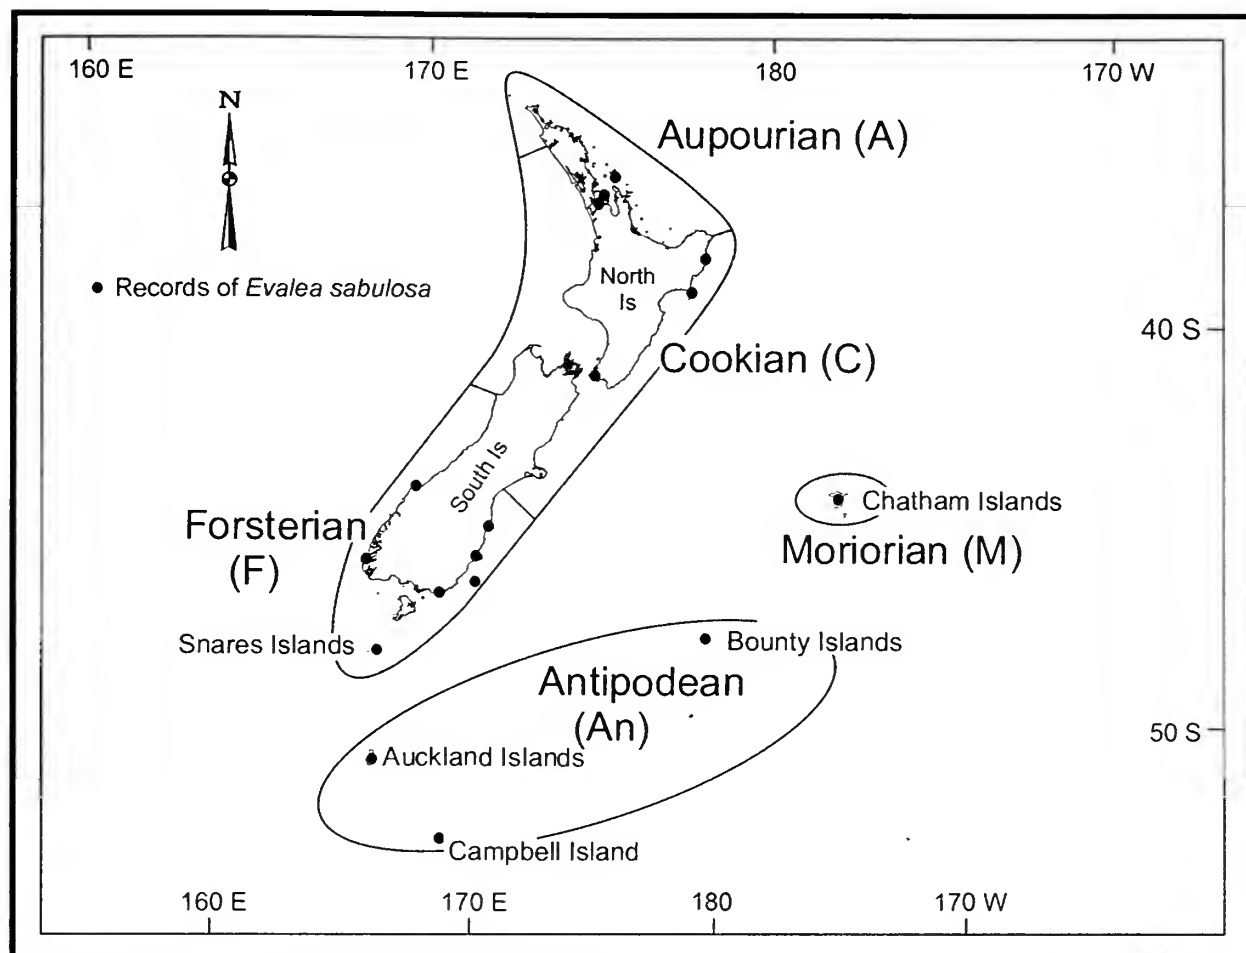 160 E
170 E
180
170 W
N
Aupourian (A)
Records of Evalea sabulosa
North
Is
40 S
Cookian (C)
South Is
Chatham Islands
Forsterian
(F)
Moriorian (M)
Snares Islands
Bounty Islands
Antipodean
(An)
50 S
Auckland Islands
Campbell Island
160 E
170 E
180
170 W